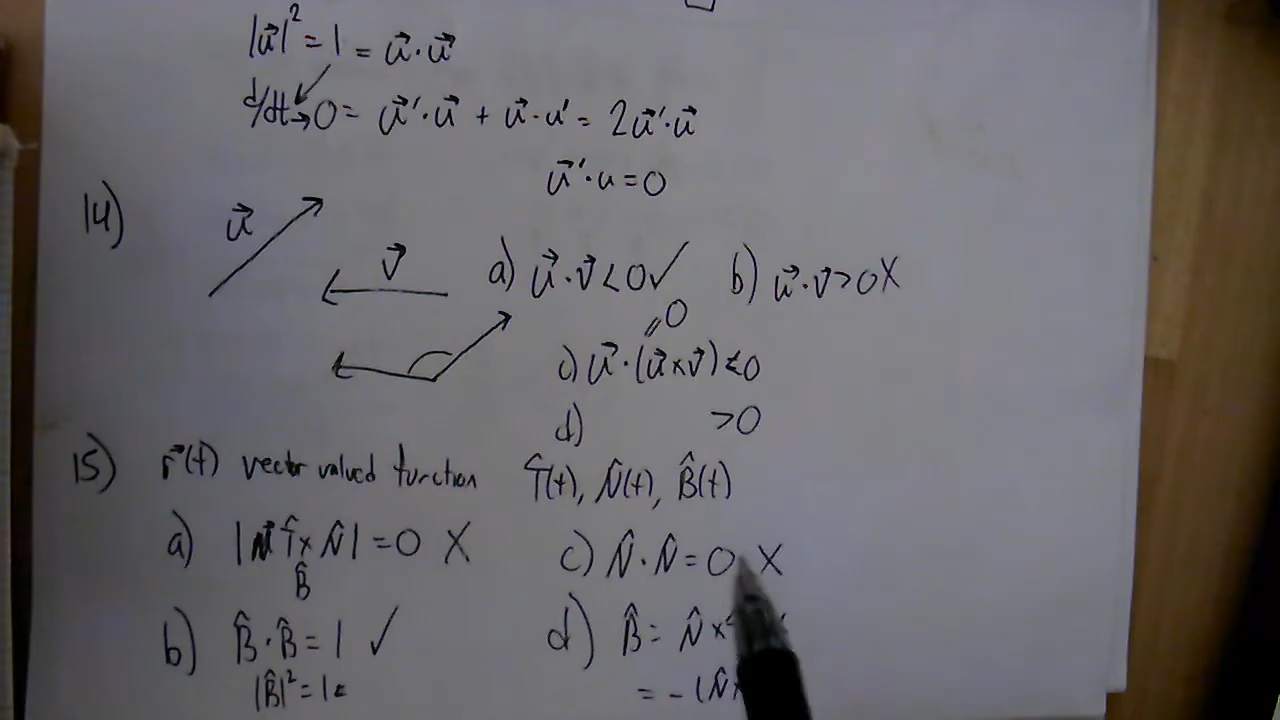 |u⃗|² = 1 = u⃗·u⃗
d/dt → 0 = u⃗'·u⃗ + u⃗·u' = 2u⃗'·u⃗
u⃗'·u = 0
14) u⃗ v⃗ a) u⃗·v⃗ < 0 ✓ b) u⃗·v⃗ > 0 X
= 0
c) u⃗·(u⃗×v⃗) < 0
d) > 0
15) r⃗(t) vector valued function T̂(t), N̂(t), B̂(t)
a) |T̂×N̂| = 0 X c) N̂·N̂ = 0 X
B̂
b) B̂·B̂ = 1 ✓ d) B̂ = N̂×
|B̂|² = 1 = -(N̂